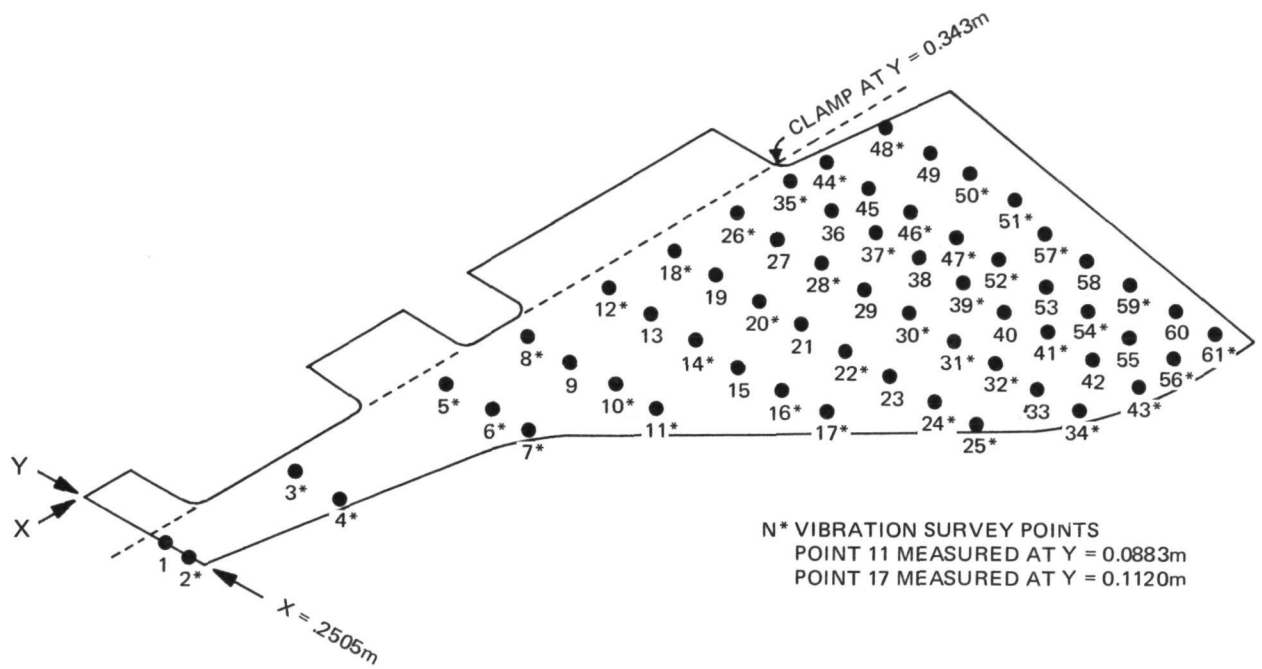 CLAMP AT Y = 0.343m
48*
44* 49
35* 45 50*
26* 36 46* 51*
18* 27 37* 47* 57*
12* 19 28* 38 52* 58
8* 13 20* 29 39* 53 59*
5* 9 14* 21 30* 40 54* 60
6* 10* 15 22* 31* 41* 55 61*
7* 11* 16* 23 32* 42 56*
17* 24* 33 43*
25* 34*
Y
3*
X
4*
1
2*
X = .2505m
N* VIBRATION SURVEY POINTS
POINT 11 MEASURED AT Y = 0.0883m
POINT 17 MEASURED AT Y = 0.1120m